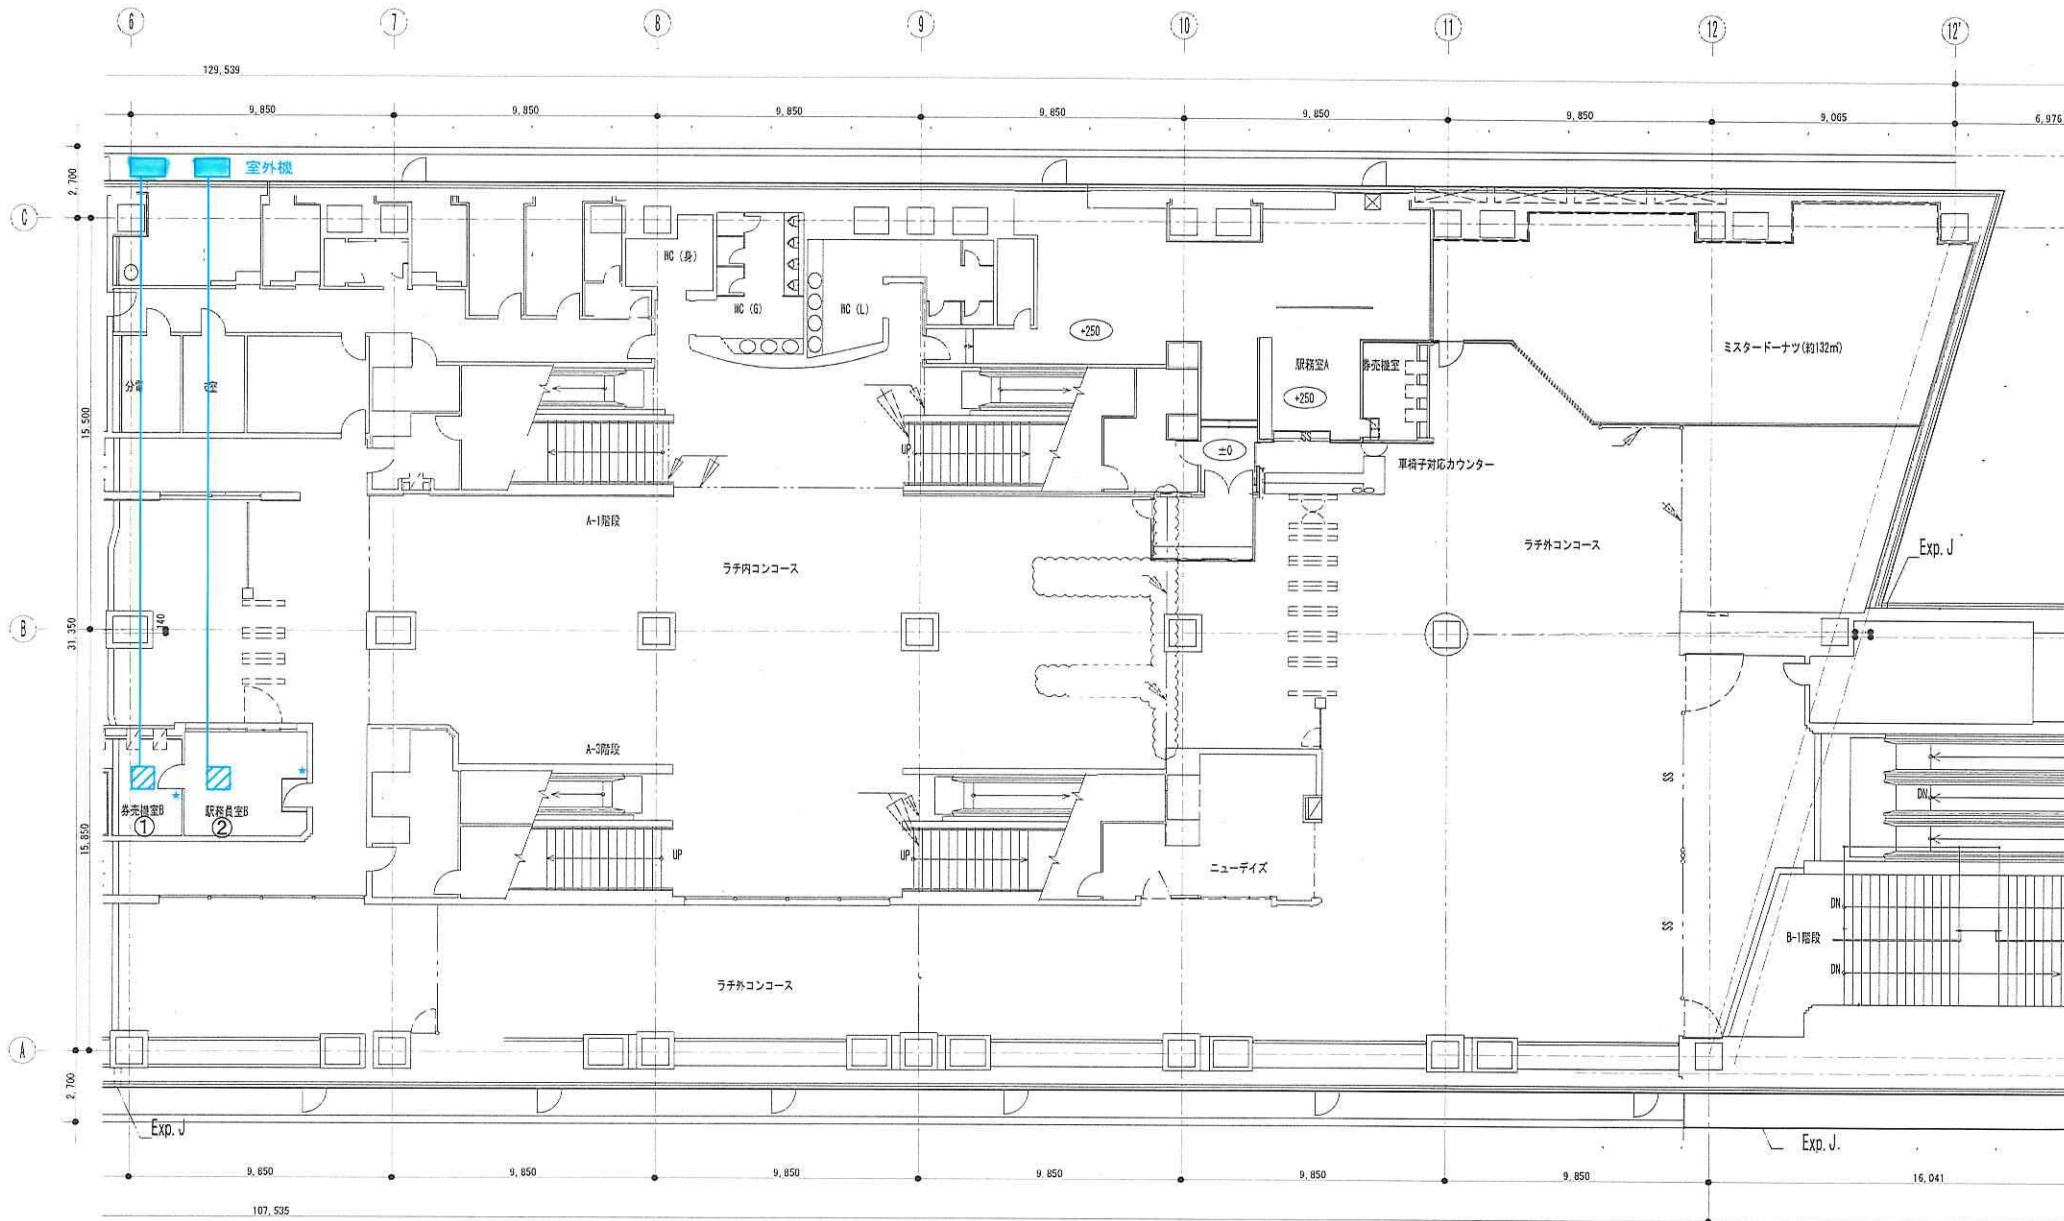 6 7 8 9 10 11 12 12'
129,539
9,850 9,850 9,850 9,850 9,850 9,850 9,065 6,976
室外機
2,700
C
WC (身)
WC (G)
WC (L)
+250
駅務室A
券売機室
ミスタードーナツ(約132㎡)
+250
15,500
UP
±0
車椅子対応カウンター
SS
A-1階段
ラチ内コンコース
ラチ外コンコース
Exp. J
B
31,350
140
A-3階段
SS
DN
券売機室B
駅務員室B
① ②
15,850
UP
UP
ニューデイズ
DN
SS
B-1階段
DN
ラチ外コンコース
A
2,700
Exp. J
Exp. J.
9,850 9,850 9,850 9,850 9,850 9,850 16,041
107,535